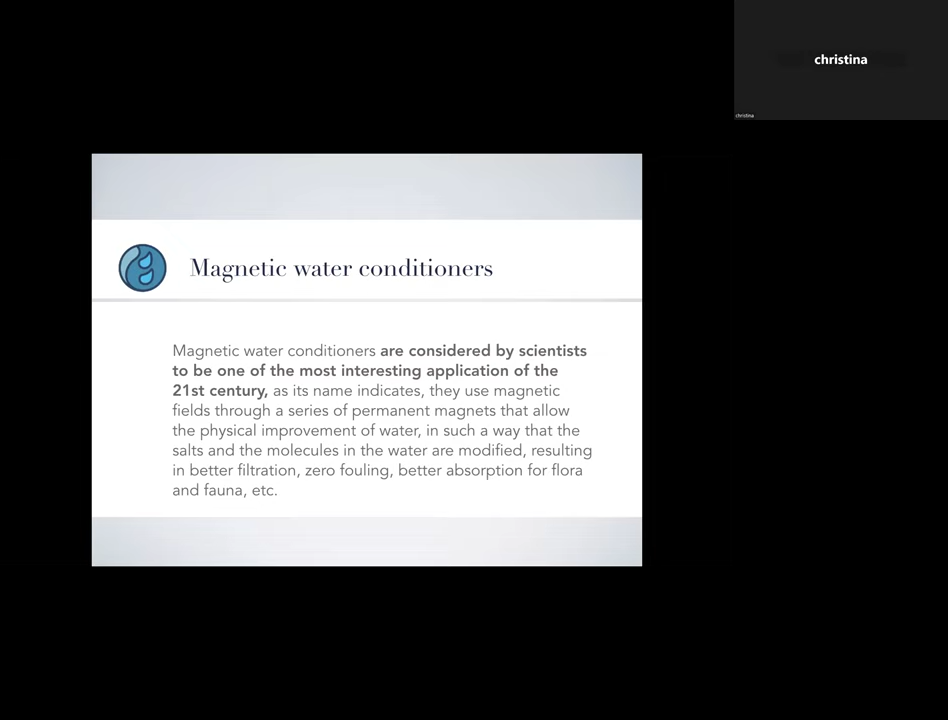 christina
christina
Magnetic water conditioners
Magnetic water conditioners are considered by scientists
to be one of the most interesting application of the
21st century, as its name indicates, they use magnetic
fields through a series of permanent magnets that allow
the physical improvement of water, in such a way that the
salts and the molecules in the water are modified, resulting
in better filtration, zero fouling, better absorption for flora
and fauna, etc.